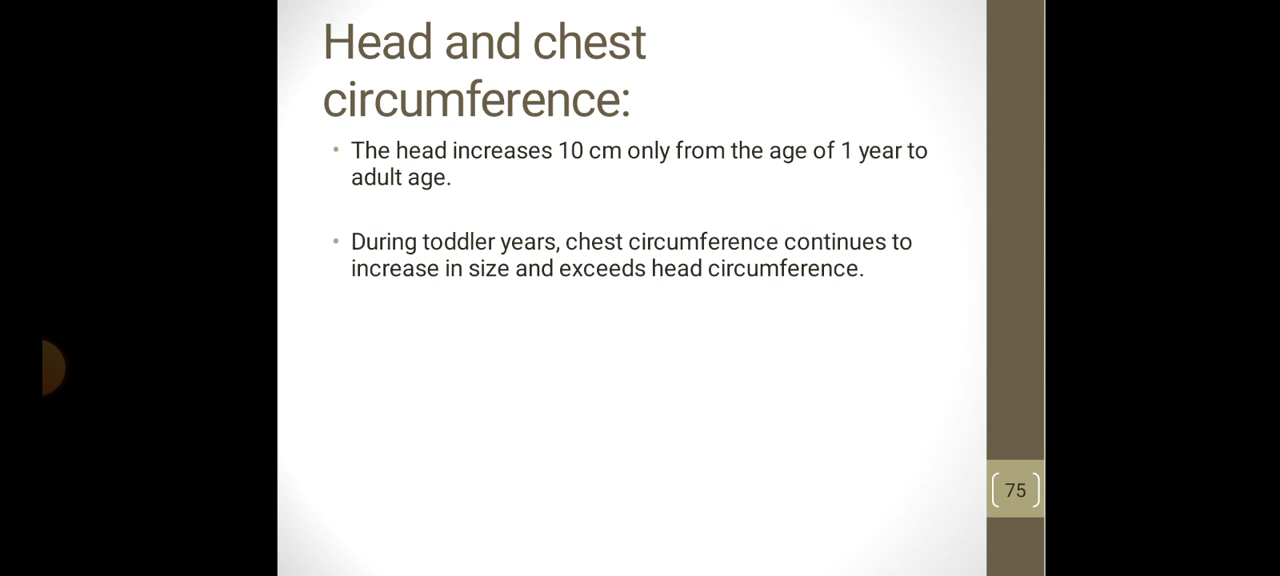 Head and chest
circumference:
• The head increases 10 cm only from the age of 1 year to
adult age.
• During toddler years, chest circumference continues to
increase in size and exceeds head circumference.
75